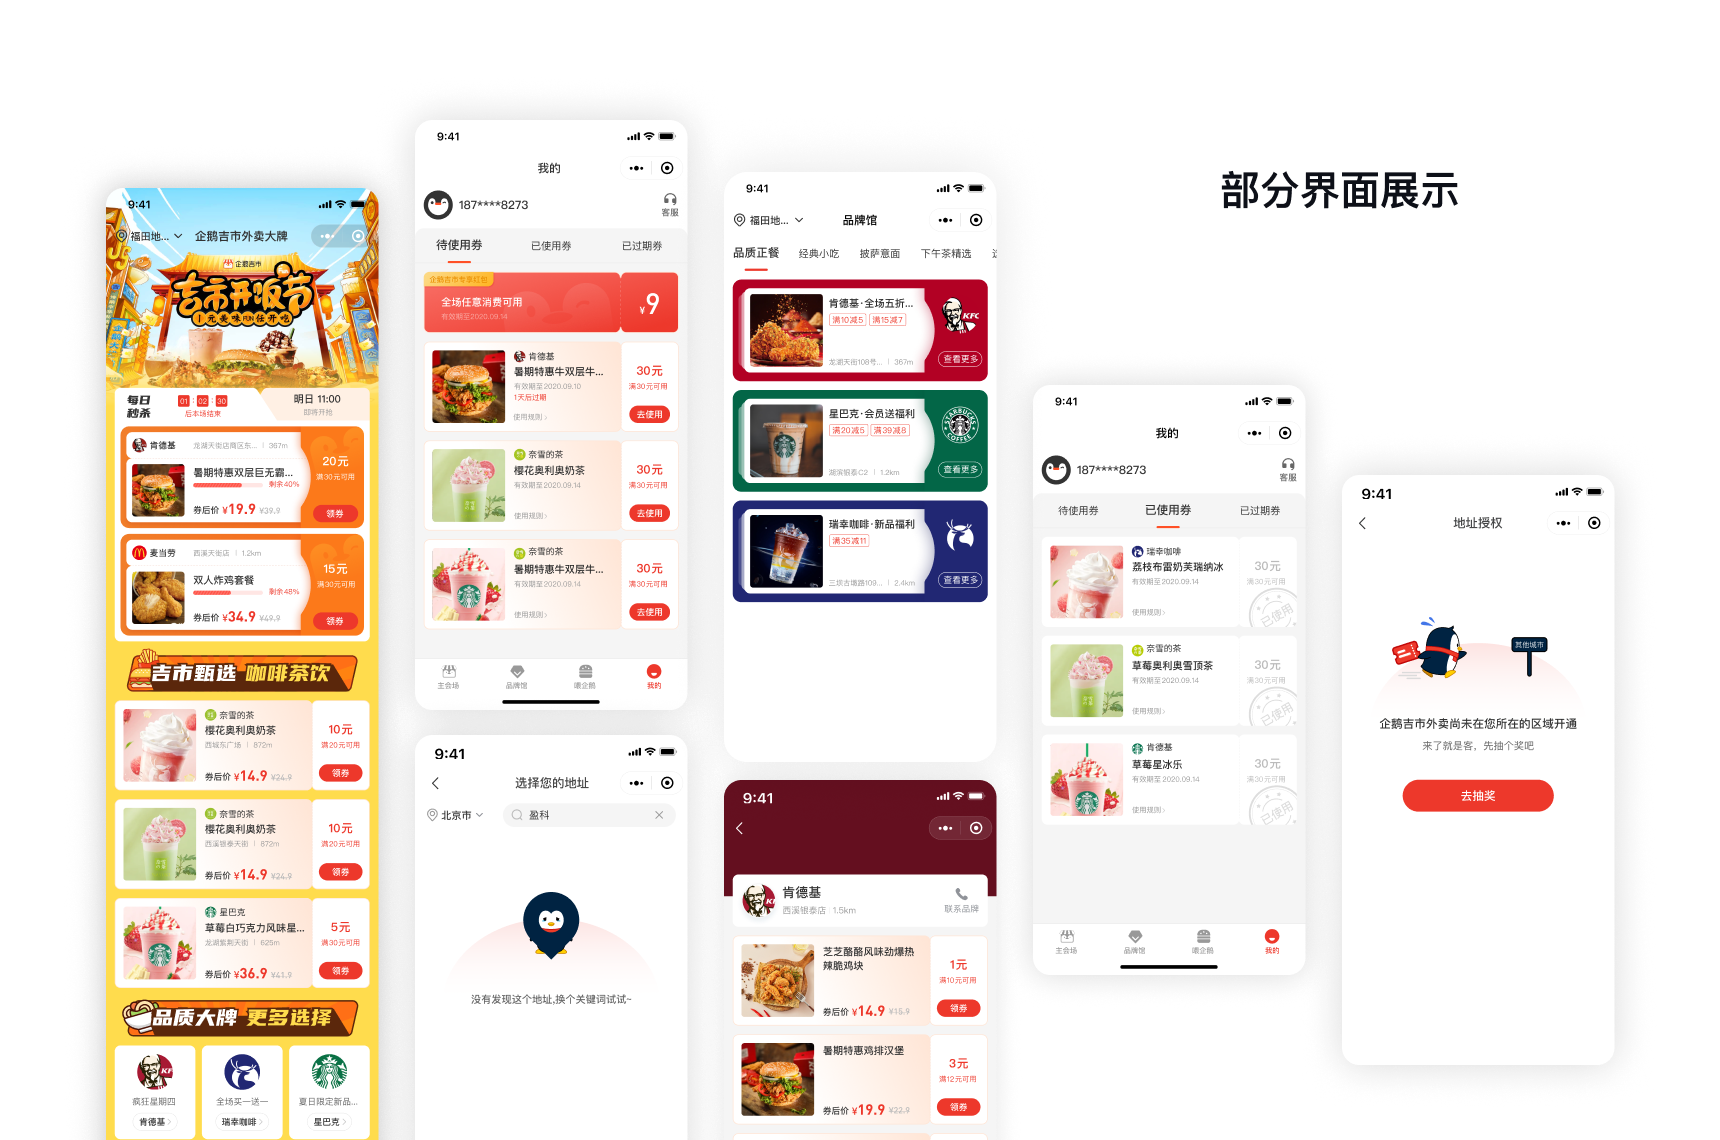 部分界面展示
9:41
福田地...
企鹅吉市外卖大牌
企鹅吉市
吉市开饭节
1元美味FUN任开吃
每日
秒杀
01:02:30
后本场结束
明日 11:00
即将开抢
肯德基
龙湖天街店商区东... | 367m
暑期特惠双层巨无霸...
剩余40%
券后价 ¥19.9 ¥39.9
20元
满30元可用
领券
麦当劳
西溪天街店 | 1.2km
双人炸鸡套餐
剩余48%
券后价 ¥34.9 ¥49.9
15元
满30元可用
领券
吉市甄选 咖啡茶饮
奈雪的茶
樱花奥利奥奶茶
西城东广场 | 872m
券后价 ¥14.9 ¥24.9
10元
满20元可用
领券
奈雪的茶
樱花奥利奥奶茶
西溪银泰天街 | 872m
券后价 ¥14.9 ¥24.9
10元
满20元可用
领券
星巴克
草莓白巧克力风味星...
龙湖紫荆天街 | 625m
券后价 ¥36.9 ¥41.9
5元
满30元可用
领券
品质大牌 更多选择
疯狂星期四
肯德基
全场买一送一
瑞幸咖啡
夏日限定新品...
星巴克
9:41
我的
187****8273
客服
待使用券
已使用券
已过期券
企鹅吉市专享红包
全场任意消费可用
有效期至2020.09.14
¥9
肯德基
暑期特惠牛双层牛...
有效期至2020.09.10
1天后过期
使用规则
30元
满30元可用
去使用
奈雪的茶
樱花奥利奥奶茶
有效期至2020.09.14
使用规则
30元
满30元可用
去使用
奈雪的茶
暑期特惠牛双层牛...
有效期至2020.09.14
使用规则
30元
满30元可用
去使用
主会场
品牌馆
喂企鹅
我的
9:41
选择您的地址
北京市
盈科
没有发现这个地址,换个关键词试试~
9:41
福田地...
品牌馆
品质正餐
经典小吃
披萨意面
下午茶精选
肯德基·全场五折...
满10减5
满15减7
龙湖天街108号... | 367m
KFC
查看更多
星巴克·会员送福利
满20减5
满39减8
湖滨银泰C2 | 1.2km
STARBUCKS
COFFEE
查看更多
瑞幸咖啡·新品福利
满35减11
三坝古墩路109... | 2.4km
查看更多
9:41
肯德基
西溪银泰店 | 1.5km
联系品牌
芝芝酪酪风味劲爆热
辣脆鸡块
券后价 ¥14.9 ¥15.9
1元
满10元可用
领券
暑期特惠鸡排汉堡
券后价 ¥19.9 ¥22.9
3元
满12元可用
领券
9:41
我的
187****8273
客服
待使用券
已使用券
已过期券
瑞幸咖啡
荔枝布雷奶芙瑞纳冰
有效期至2020.09.14
使用规则
30元
满30元可用
已使用
奈雪的茶
草莓奥利奥雪顶茶
有效期至2020.09.14
使用规则
30元
满30元可用
已使用
肯德基
草莓星冰乐
有效期至2020.09.14
使用规则
30元
满30元可用
已使用
主会场
品牌馆
喂企鹅
我的
9:41
地址授权
其他城市
企鹅吉市外卖尚未在您所在的区域开通
来了就是客，先抽个奖吧
去抽奖